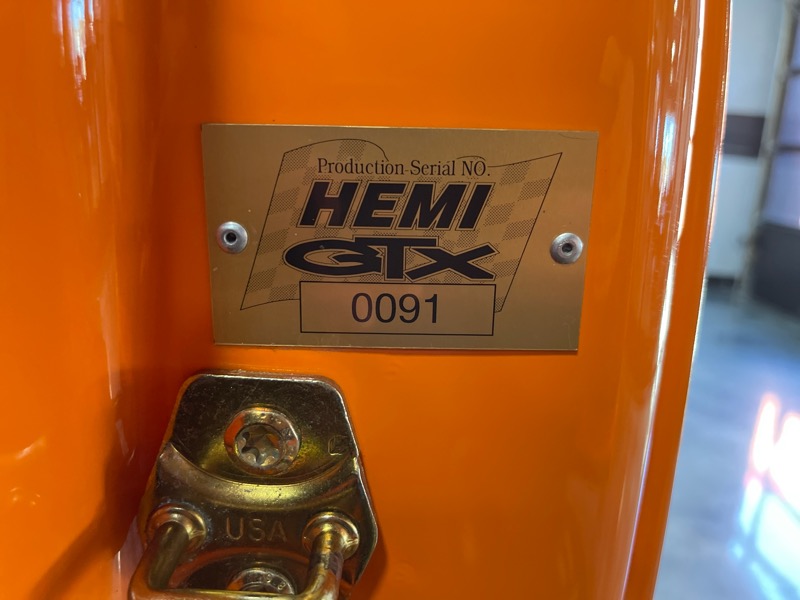 Production Serial NO.
HEMI
GTX
0091
USA